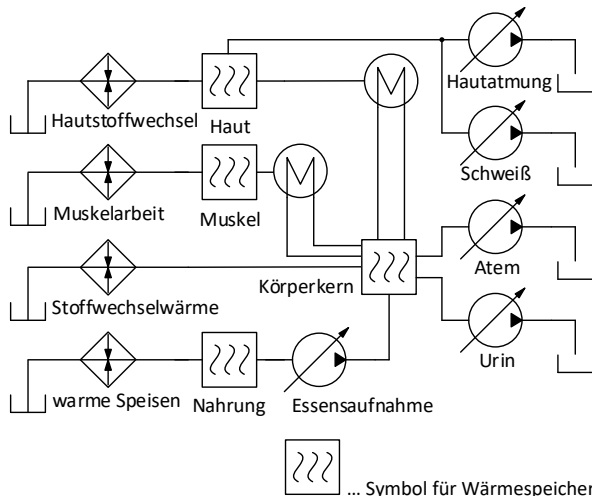 Hautatmung
Hautstoffwechsel
Haut
Schweiß
Muskelarbeit
Muskel
Körperkern
Atem
Stoffwechselwärme
Urin
warme Speisen
Nahrung
Essensaufnahme
... Symbol für Wärmespeicher